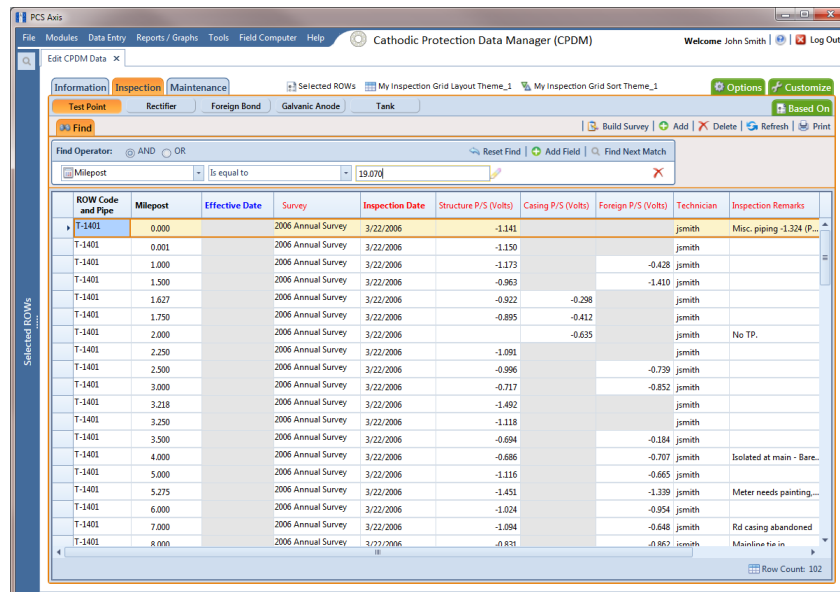 PCS Axis
File Modules Data Entry Reports / Graphs Tools Field Computer Help Cathodic Protection Data Manager (CPDM) Welcome John Smith | Log Out
Edit CPDM Data ×
Information Inspection Maintenance Selected ROWs My Inspection Grid Layout Theme_1 My Inspection Grid Sort Theme_1 Options Customize
Test Point Rectifier Foreign Bond Galvanic Anode Tank Based On
Find | Build Survey | Add | Delete | Refresh | Print
Find Operator: AND OR Reset Find | Add Field | Find Next Match
Milepost Is equal to 19.070
ROW Code and Pipe Milepost Effective Date Survey Inspection Date Structure P/S (Volts) Casing P/S (Volts) Foreign P/S (Volts) Technician Inspection Remarks
T-1401 0.000 2006 Annual Survey 3/22/2006 -1.141 jsmith Misc. piping -1.324 (P...
T-1401 0.001 2006 Annual Survey 3/22/2006 -1.150 jsmith
T-1401 1.000 2006 Annual Survey 3/22/2006 -1.173 -0.428 jsmith
T-1401 1.500 2006 Annual Survey 3/22/2006 -0.963 -1.410 jsmith
T-1401 1.627 2006 Annual Survey 3/22/2006 -0.922 -0.298 jsmith
T-1401 1.750 2006 Annual Survey 3/22/2006 -0.895 -0.412 jsmith
T-1401 2.000 2006 Annual Survey 3/22/2006 -0.635 jsmith No TP.
T-1401 2.250 2006 Annual Survey 3/22/2006 -1.091 jsmith
T-1401 2.500 2006 Annual Survey 3/22/2006 -0.996 -0.739 jsmith
T-1401 3.000 2006 Annual Survey 3/22/2006 -0.717 -0.852 jsmith
T-1401 3.218 2006 Annual Survey 3/22/2006 -1.492 jsmith
T-1401 3.250 2006 Annual Survey 3/22/2006 -1.118 jsmith
T-1401 3.500 2006 Annual Survey 3/22/2006 -0.694 -0.184 jsmith
T-1401 4.000 2006 Annual Survey 3/22/2006 -0.686 -0.707 jsmith Isolated at main - Bare...
T-1401 5.000 2006 Annual Survey 3/22/2006 -1.116 -0.665 jsmith
T-1401 5.275 2006 Annual Survey 3/22/2006 -1.451 -1.339 jsmith Meter needs painting,...
T-1401 6.000 2006 Annual Survey 3/22/2006 -1.024 -0.954 jsmith
T-1401 7.000 2006 Annual Survey 3/22/2006 -1.094 -0.648 jsmith Rd casing abandoned
T-1401 8.000 2006 Annual Survey 3/22/2006 -0.831 -0.862 jsmith Mainline tie in
Selected ROWs
Row Count: 102